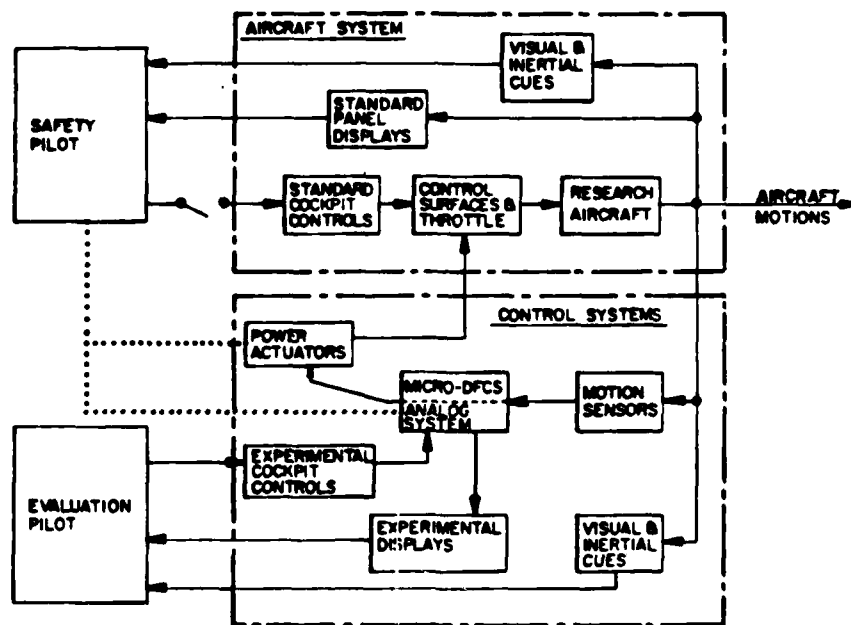 AIRCRAFT SYSTEM
VISUAL &
INERTIAL
CUES
STANDARD
PANEL
DISPLAYS
SAFETY
PILOT
STANDARD
COCKPIT
CONTROLS
CONTROL
SURFACES &
THROTTLE
RESEARCH
AIRCRAFT
AIRCRAFT
MOTIONS
CONTROL SYSTEMS
POWER
ACTUATORS
MICRO-DFCS
ANALOG
SYSTEM
MOTION
SENSORS
EXPERIMENTAL
COCKPIT
CONTROLS
EVALUATION
PILOT
EXPERIMENTAL
DISPLAYS
VISUAL &
INERTIAL
CUES